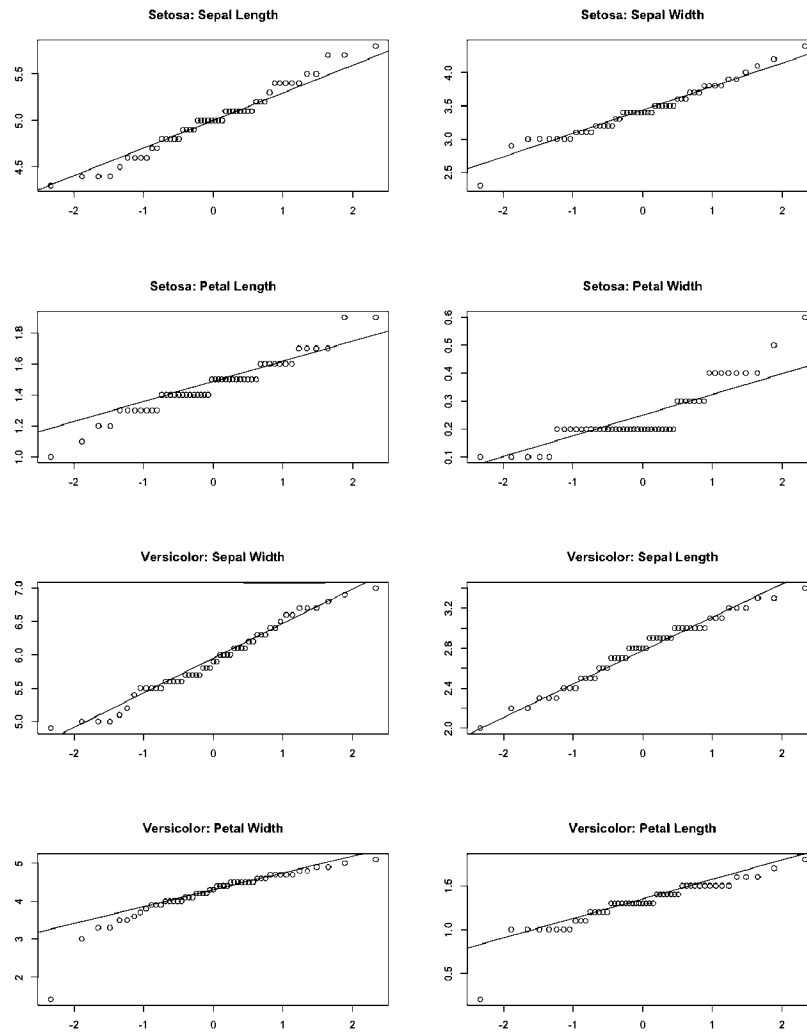 Setosa: Sepal Length
4.5 5.0 5.5
-2 -1 0 1 2
Setosa: Sepal Width
2.5 3.0 3.5 4.0
-2 -1 0 1 2
Setosa: Petal Length
1.0 1.2 1.4 1.6 1.8
-2 -1 0 1 2
Setosa: Petal Width
0.1 0.2 0.3 0.4 0.5 0.6
-2 -1 0 1 2
Versicolor: Sepal Width
5.0 5.5 6.0 6.5 7.0
-2 -1 0 1 2
Versicolor: Sepal Length
2.0 2.4 2.8 3.2
-2 -1 0 1 2
Versicolor: Petal Width
2 3 4 5
-2 -1 0 1 2
Versicolor: Petal Length
0.5 1.0 1.5
-2 -1 0 1 2